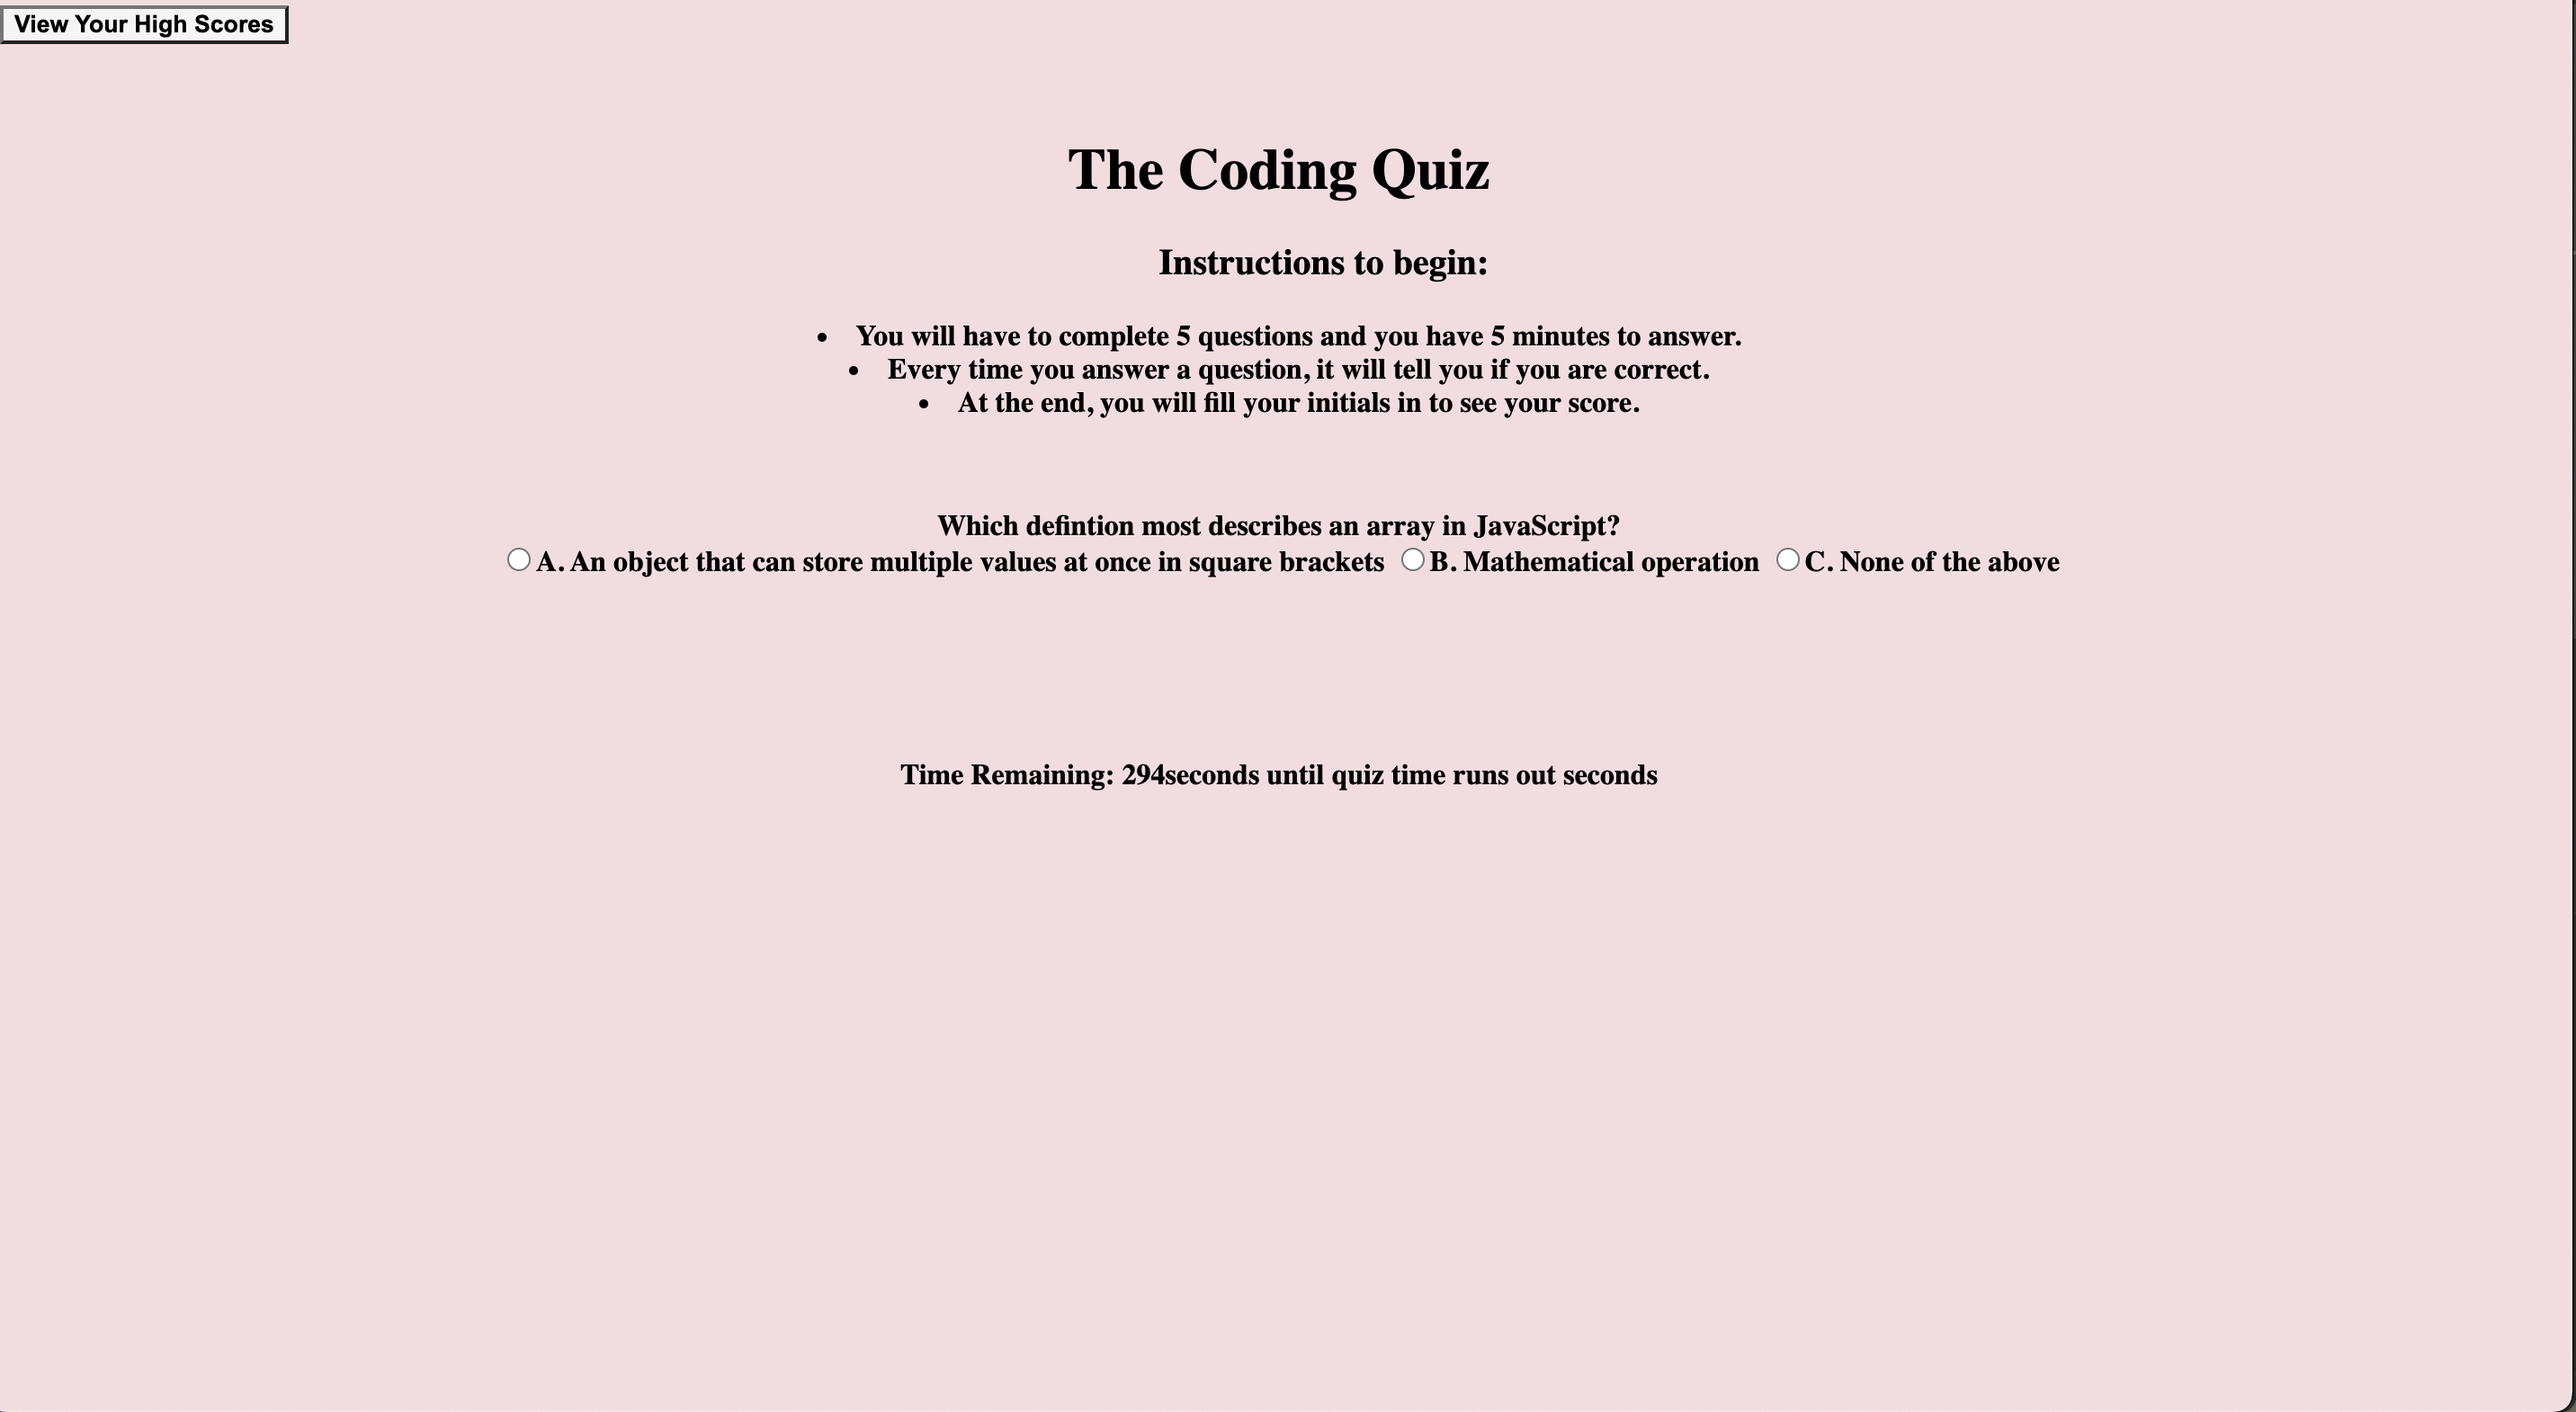 View Your High Scores
The Coding Quiz
Instructions to begin:
• You will have to complete 5 questions and you have 5 minutes to answer.
• Every time you answer a question, it will tell you if you are correct.
• At the end, you will fill your initials in to see your score.
Which defintion most describes an array in JavaScript?
A. An object that can store multiple values at once in square brackets B. Mathematical operation C. None of the above
Time Remaining: 294seconds until quiz time runs out seconds